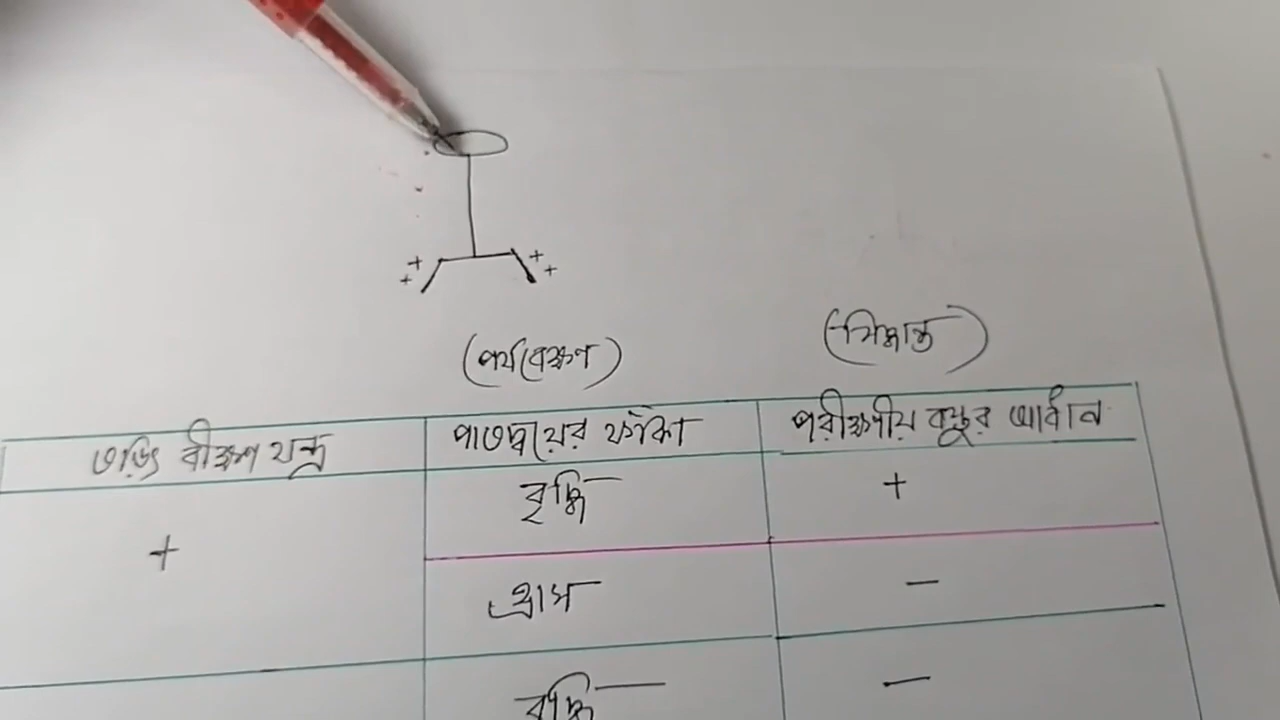 + + + +
(পর্যবেক্ষণ) (সিদ্ধান্ত)
তড়িৎ বীক্ষণ যন্ত্র পাতদ্বয়ের ফাঁকা পরীক্ষণীয় বস্তুর আধান
+ বৃদ্ধি +
হ্রাস −
বৃদ্ধি −